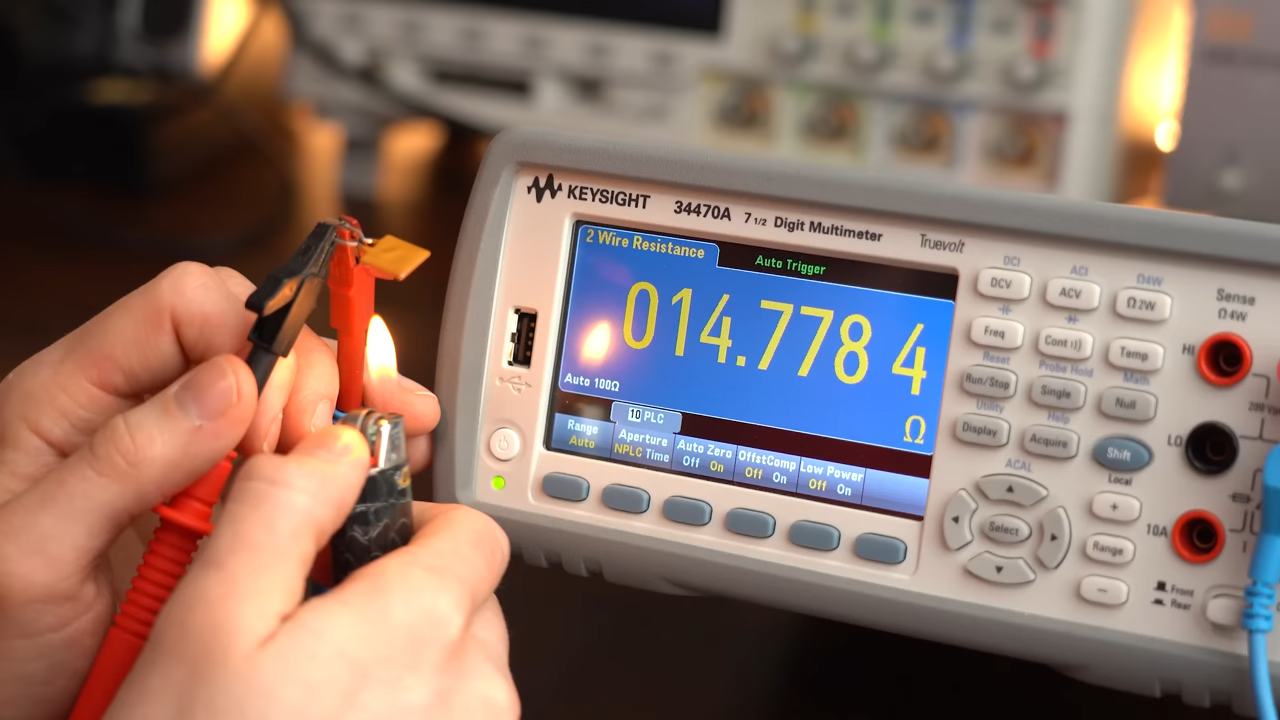 KEYSIGHT 34470A 7 1/2 Digit Multimeter Truevolt
2 Wire Resistance
Auto Trigger
014.778 4
Ω
Auto 100Ω
10 PLC
Range
Auto
Aperture
NPLC Time
Auto Zero
Off On
OffstComp
Off On
Low Power
Off On
DCI
ACI
Ω4W
DCV
ACV
Ω2W
Freq
Cont
Temp
Reset
Probe Hold
Math
Run/Stop
Single
Null
Utility
Help
Display
Acquire
Shift
Local
ACAL
Select
+
Range
−
Sense
Ω4W
HI
LO
10A
Front
Rear